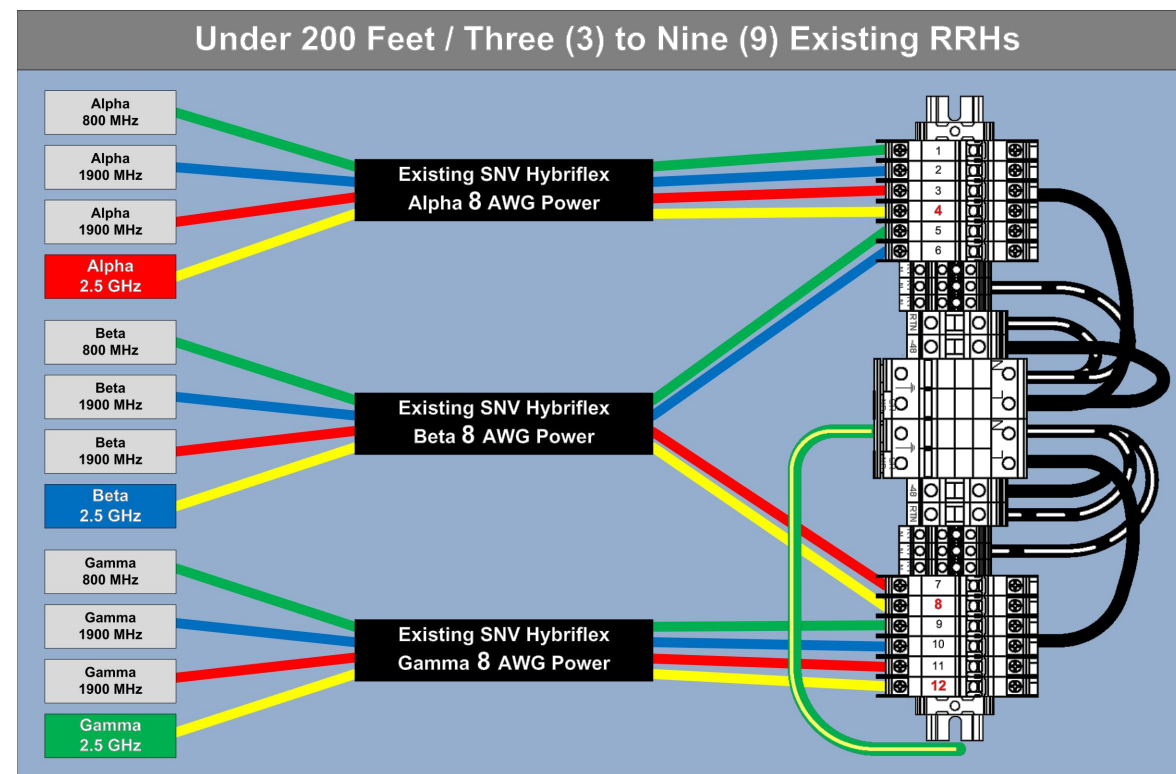 Under 200 Feet / Three (3) to Nine (9) Existing RRHs
Alpha
800 MHz
Alpha
1900 MHz
Alpha
1900 MHz
Alpha
2.5 GHz
Existing SNV Hybriflex
Alpha 8 AWG Power
Beta
800 MHz
Beta
1900 MHz
Beta
1900 MHz
Beta
2.5 GHz
Existing SNV Hybriflex
Beta 8 AWG Power
Gamma
800 MHz
Gamma
1900 MHz
Gamma
1900 MHz
Gamma
2.5 GHz
Existing SNV Hybriflex
Gamma 8 AWG Power
1
2
3
4
5
6
RTN
-48
N
L
N
L
-48
RTN
7
8
9
10
11
12